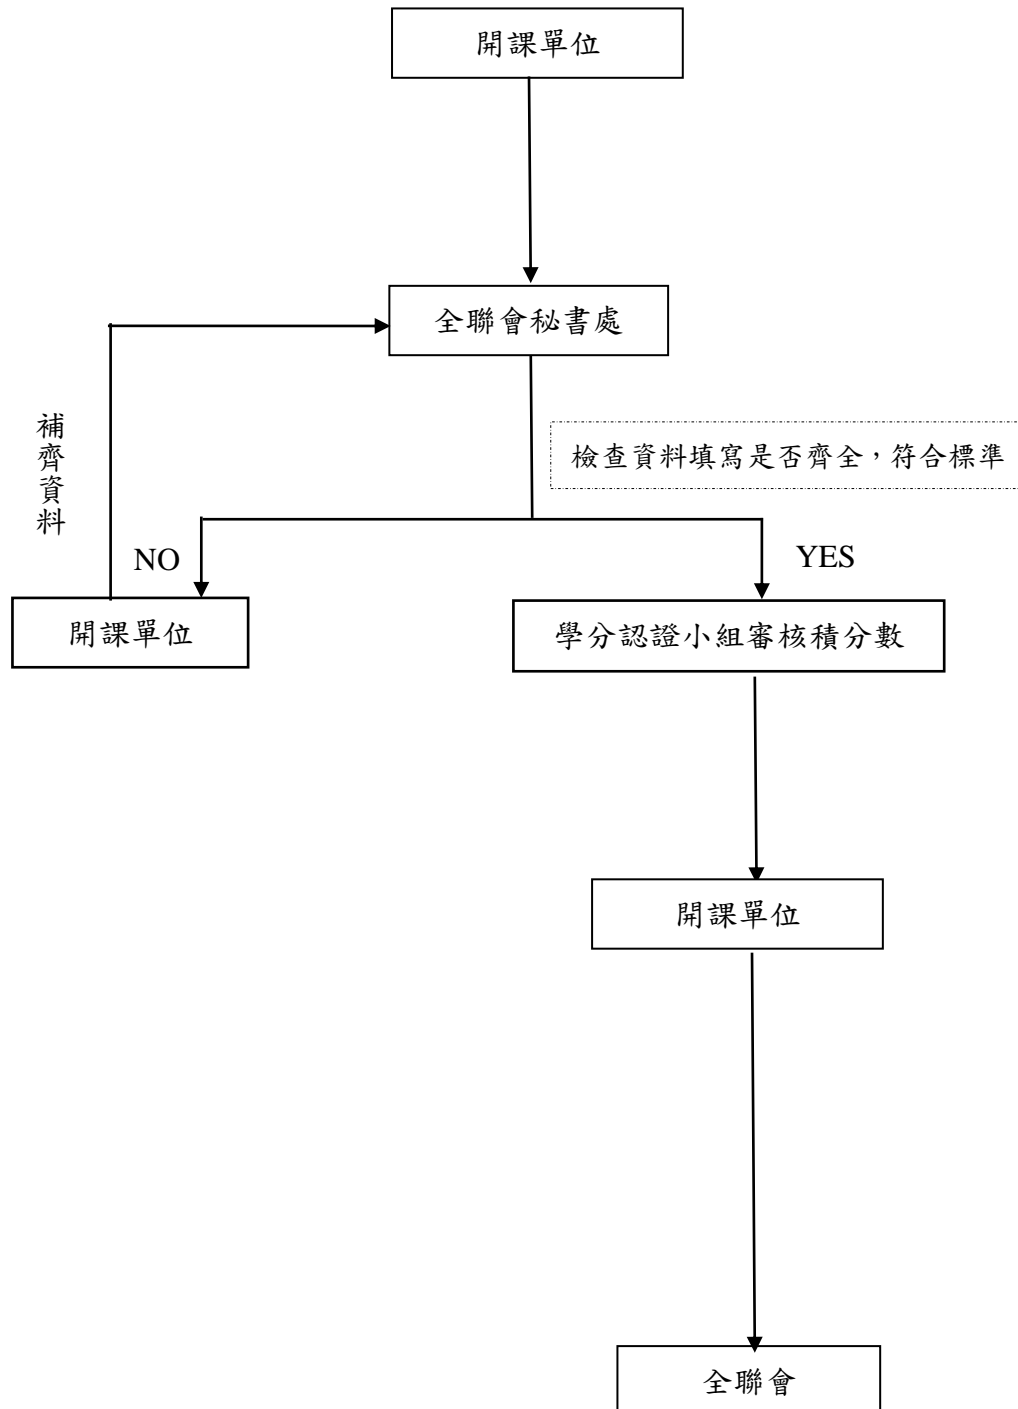 開課單位
全聯會秘書處
補齊資料
檢查資料填寫是否齊全，符合標準
NO
YES
開課單位
學分認證小組審核積分數
開課單位
全聯會